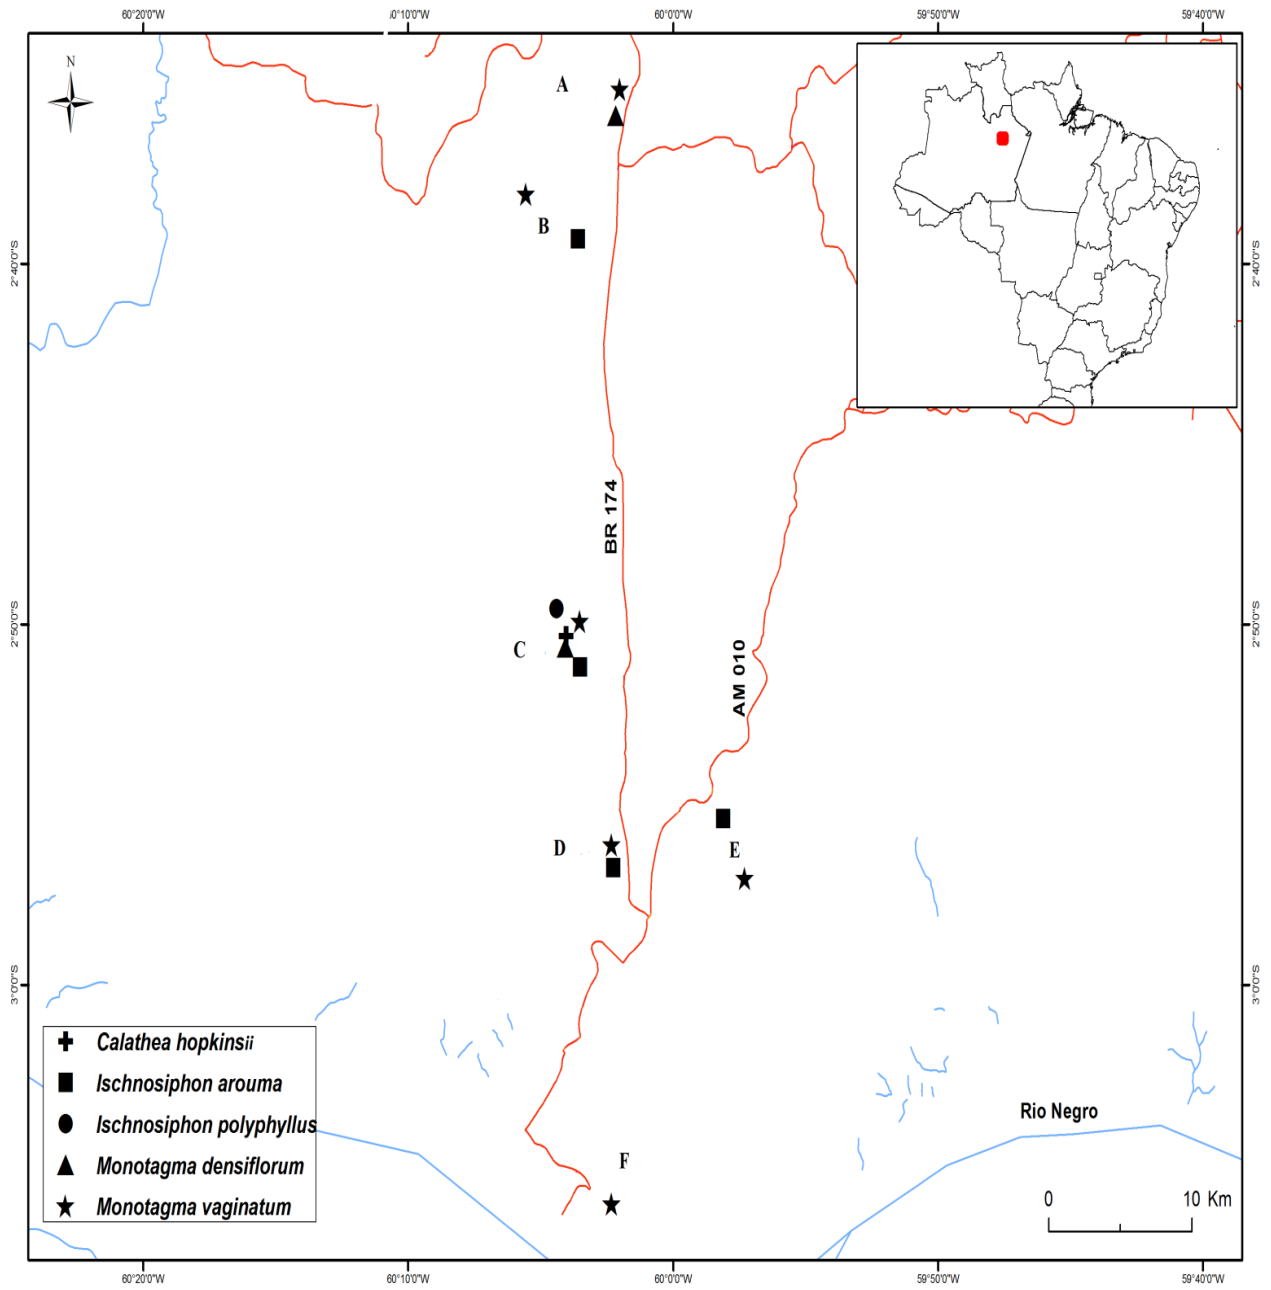 60°20'0"W
60°10'0"W
60°0'0"W
59°50'0"W
59°40'0"W
N
A
B
2°40'0"S
2°40'0"S
BR 174
2°50'0"S
2°50'0"S
C
AM 010
D
E
3°0'0"S
3°0'0"S
Calathea hopkinsii
Ischnosiphon arouma
Ischnosiphon polyphyllus
Monotagma densiflorum
Monotagma vaginatum
Rio Negro
F
0 10 Km
60°20'0"W
60°10'0"W
60°0'0"W
59°50'0"W
59°40'0"W